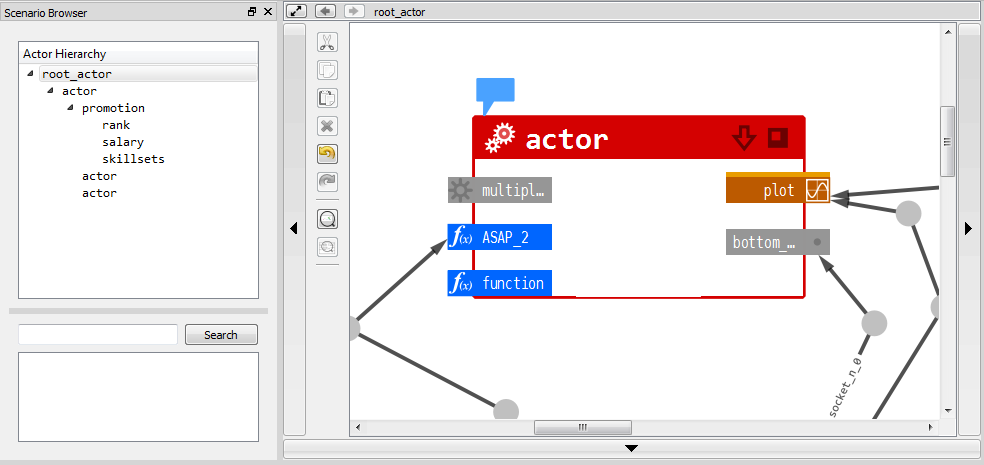 Scenario Browser
Actor Hierarchy
root_actor
actor
promotion
rank
salary
skillsets
actor
actor
Search
root_actor
actor
multipl...
plot
f(x) ASAP_2
bottom_...
f(x) function
socket_n_0